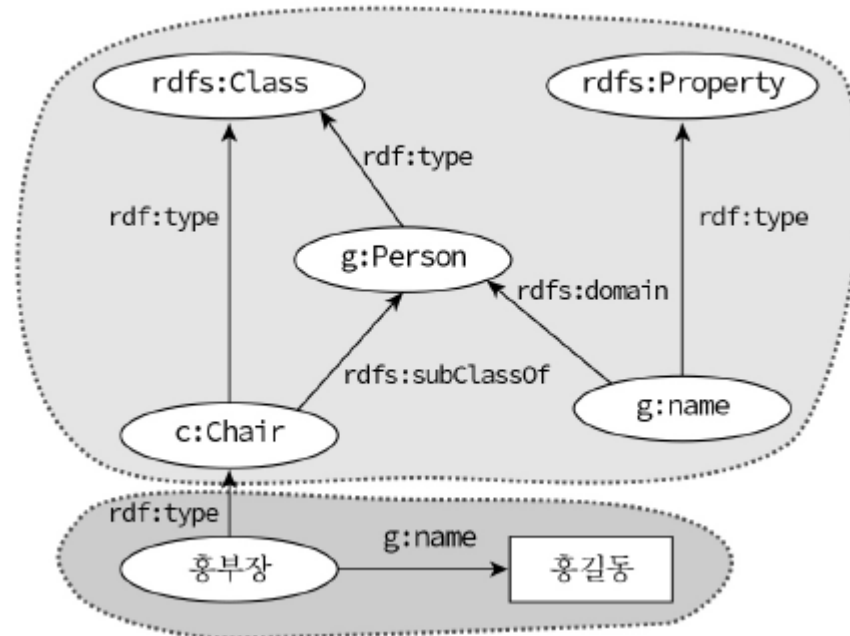 rdfs:Class
rdfs:Property
rdf:type
rdf:type
rdf:type
g:Person
rdfs:domain
rdfs:subClassOf
g:name
c:Chair
rdf:type
g:name
홍부장
홍길동